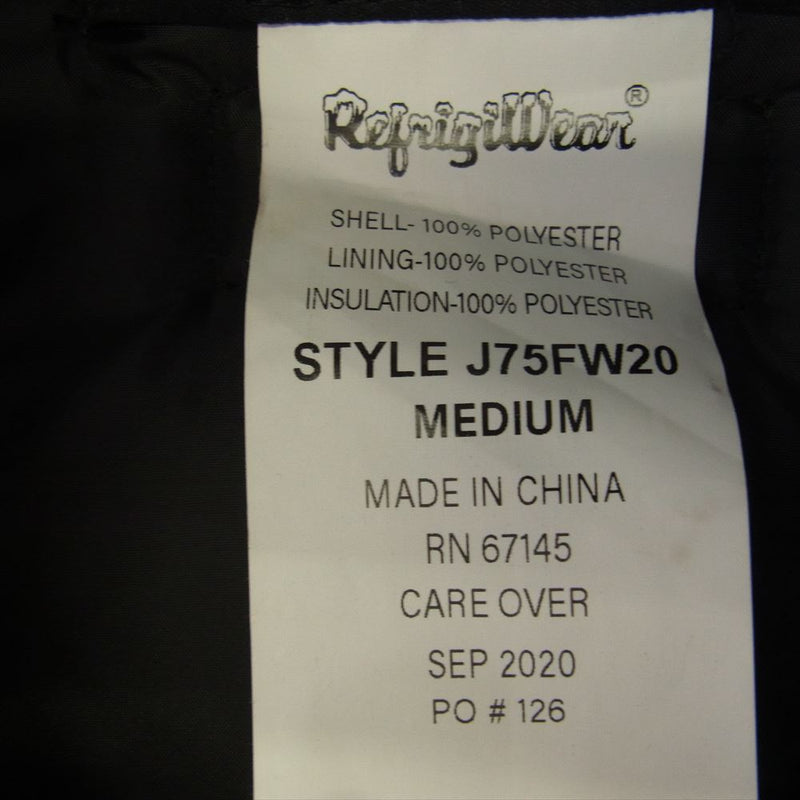 RefrigiWear®
SHELL- 100% POLYESTER
LINING-100% POLYESTER
INSULATION-100% POLYESTER
STYLE J75FW20
MEDIUM
MADE IN CHINA
RN 67145
CARE OVER
SEP 2020
PO # 126